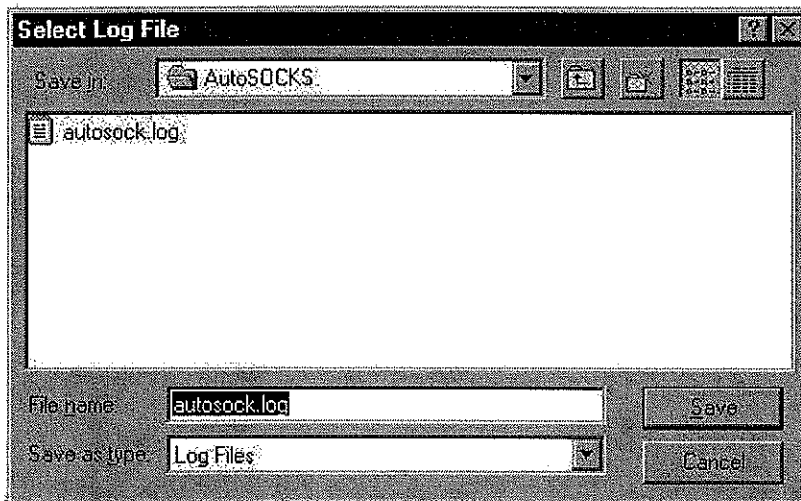 Select Log File
Save in: AutoSOCKS
autosock.log
File name: autosock.log Save
Save as type: Log Files Cancel